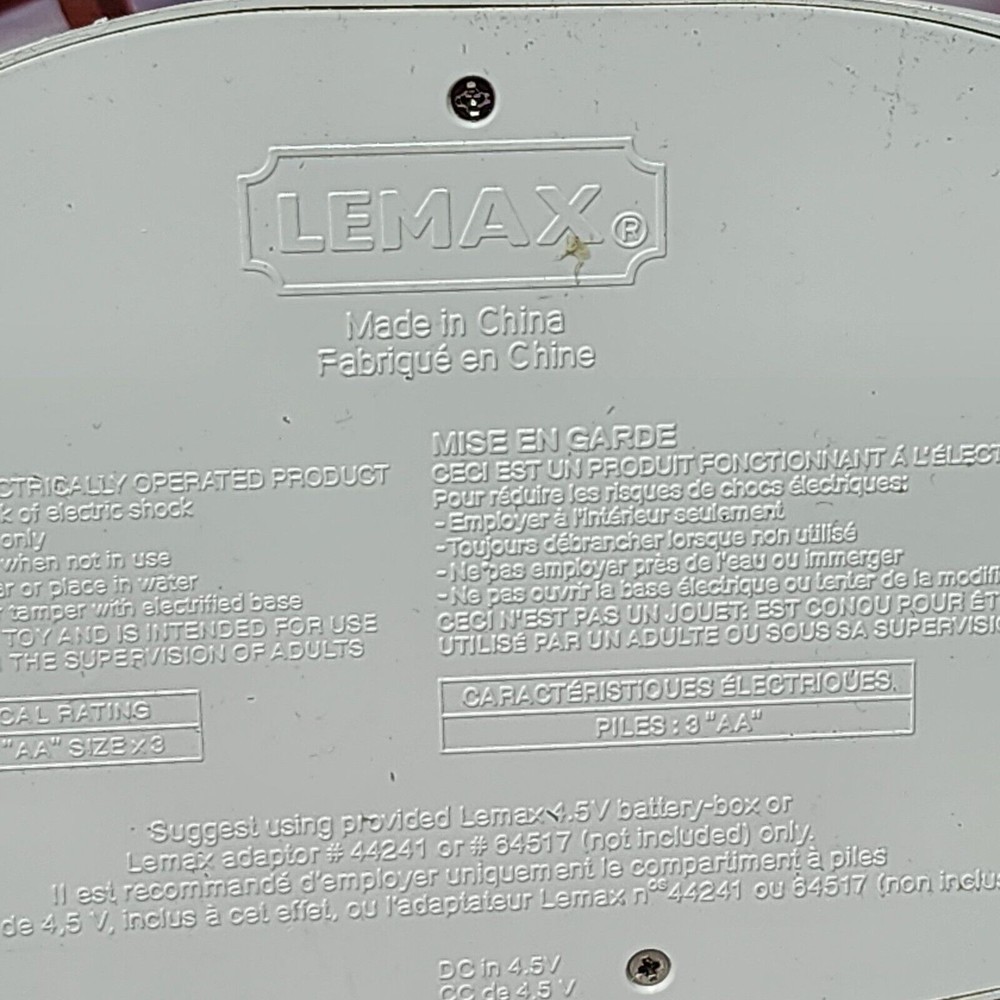 LEMAX®
Made in China
Fabriqué en Chine
CTRICALLY OPERATED PRODUCT
k of electric shock
only
when not in use
ar or place in water
tamper with electrified base
TOY AND IS INTENDED FOR USE
THE SUPERVISION OF ADULTS
CAL RATING
"AA" SIZE x 3
MISE EN GARDE
CECI EST UN PRODUIT FONCTIONNANT Á L'ÉLECT
Pour réduire les risques de chocs électriques:
- Employer à l'intérieur seulement
- Toujours débrancher lorsque non utilisé
- Ne pas employer près de l'eau ou immerger
- Ne pas ouvrir la base électrique ou tenter de la modifi
CECI N'EST PAS UN JOUET: EST CONOU POUR ÊT
UTILISÉ PAR UN ADULTE OU SOUS SA SUPERVISIO
CARACTÉRISTIQUES ÉLECTRIQUES.
PILES : 3 "AA"
Suggest using provided Lemax 4.5V battery-box or
Lemax adaptor # 44241 or # 64517 (not included) only.
Il est recommandé d'employer uniquement le compartiment à piles
de 4,5 V, inclus à cet effet, ou l'adaptateur Lemax nos 44241 ou 64517 (non inclus
DC in 4.5V
CC de 4.5 V